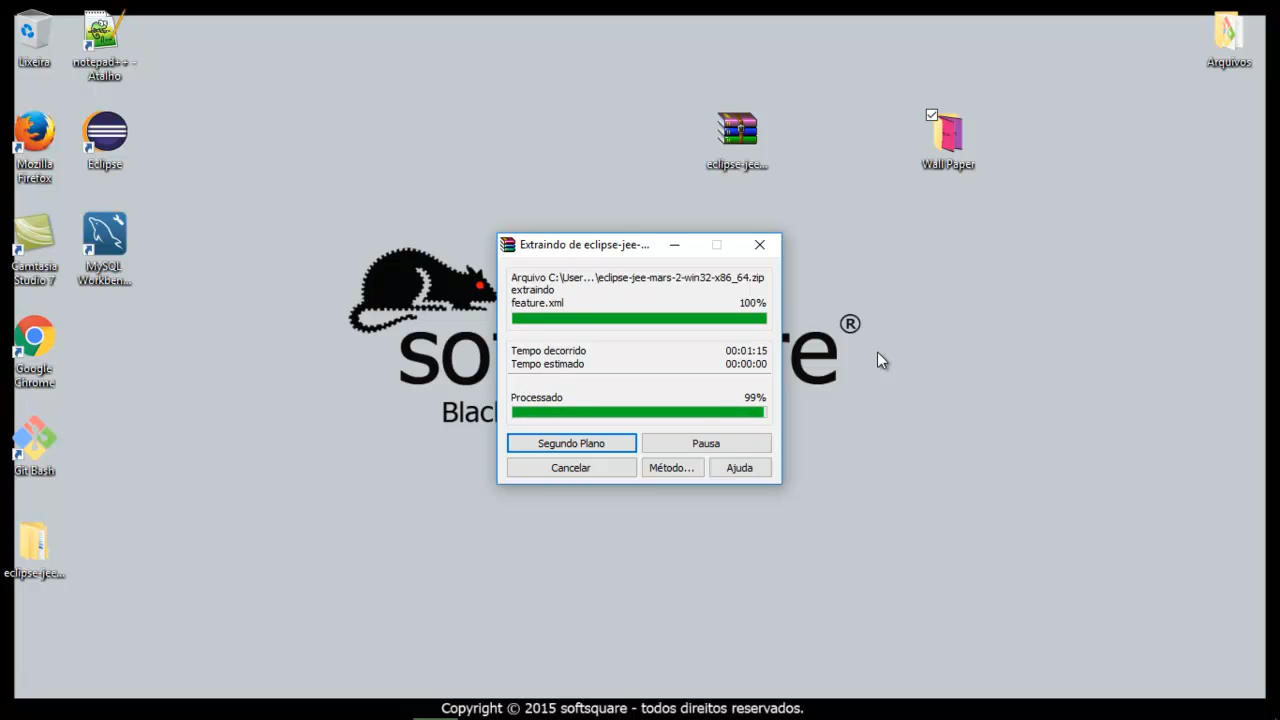 Lixeira
notepad++ -
Atalho
Arquivos
Mozilla
Firefox
Eclipse
eclipse-jee...
Wall Paper
Camtasia
Studio 7
MySQL
Workben...
Google
Chrome
Git Bash
eclipse-jee...
Extraindo de eclipse-jee-...
Arquivo C:\User...\eclipse-jee-mars-2-win32-x86_64.zip
extraindo
feature.xml 100%
Tempo decorrido 00:01:15
Tempo estimado 00:00:00
Processado 99%
Segundo Plano Pausa
Cancelar Método... Ajuda
so re ®
Blac
Copyright © 2015 softsquare - todos direitos reservados.